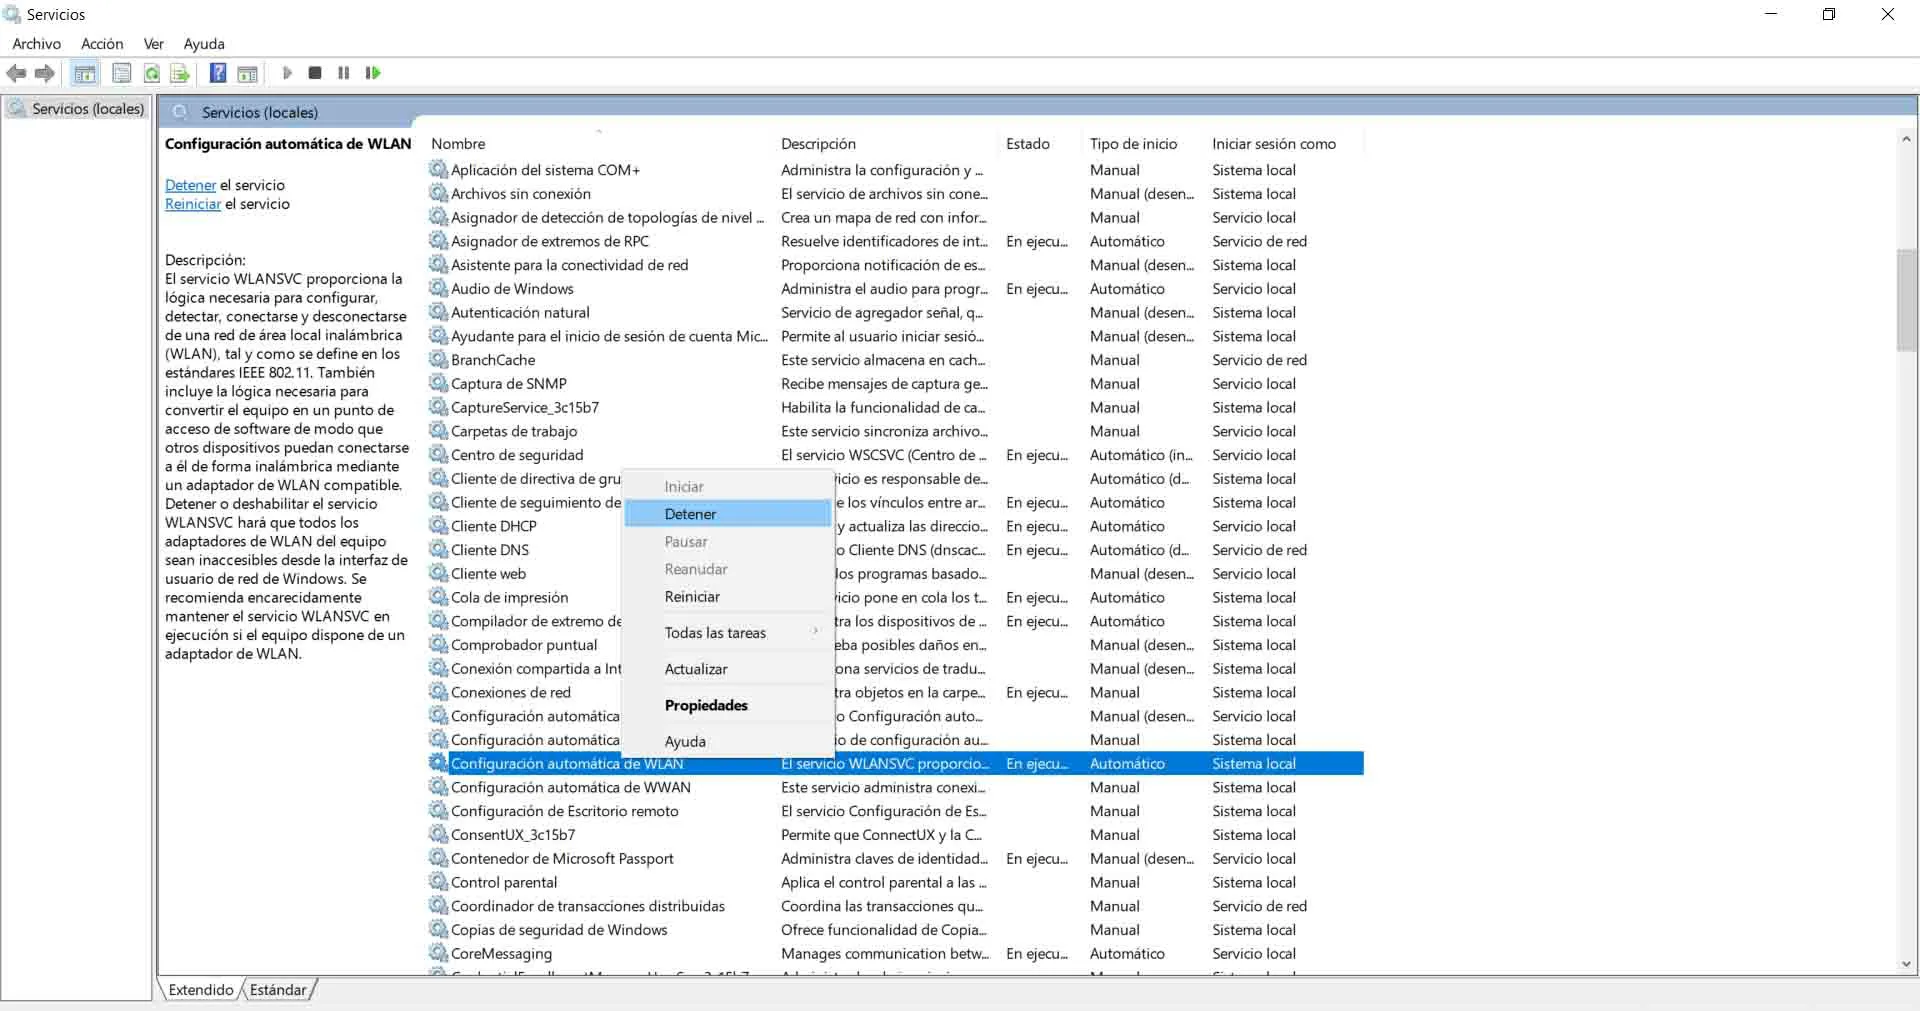 Servicios
Archivo Acción Ver Ayuda
Servicios (locales)
Servicios (locales)
Configuración automática de WLAN
Detener el servicio
Reiniciar el servicio
Descripción:
El servicio WLANSVC proporciona la
lógica necesaria para configurar,
detectar, conectarse y desconectarse
de una red de área local inalámbrica
(WLAN), tal y como se define en los
estándares IEEE 802.11. También
incluye la lógica necesaria para
convertir el equipo en un punto de
acceso de software de modo que
otros dispositivos puedan conectarse
a él de forma inalámbrica mediante
un adaptador de WLAN compatible.
Detener o deshabilitar el servicio
WLANSVC hará que todos los
adaptadores de WLAN del equipo
sean inaccesibles desde la interfaz de
usuario de red de Windows. Se
recomienda encarecidamente
mantener el servicio WLANSVC en
ejecución si el equipo dispone de un
adaptador de WLAN.
Nombre Descripción Estado Tipo de inicio Iniciar sesión como
Aplicación del sistema COM+ Administra la configuración y ... Manual Sistema local
Archivos sin conexión El servicio de archivos sin cone... Manual (desen... Sistema local
Asignador de detección de topologías de nivel ... Crea un mapa de red con infor... Manual Servicio local
Asignador de extremos de RPC Resuelve identificadores de int... En ejecu... Automático Servicio de red
Asistente para la conectividad de red Proporciona notificación de es... Manual (desen... Sistema local
Audio de Windows Administra el audio para progr... En ejecu... Automático Servicio local
Autenticación natural Servicio de agregador señal, q... Manual (desen... Sistema local
Ayudante para el inicio de sesión de cuenta Mic... Permite al usuario iniciar sesió... Manual (desen... Sistema local
BranchCache Este servicio almacena en cach... Manual Servicio de red
Captura de SNMP Recibe mensajes de captura ge... Manual Servicio local
CaptureService_3c15b7 Habilita la funcionalidad de ca... Manual Sistema local
Carpetas de trabajo Este servicio sincroniza archivo... Manual Servicio local
Centro de seguridad El servicio WSCSVC (Centro de ... En ejecu... Automático (in... Servicio local
Cliente de directiva de gru icio es responsable de... Automático (d... Sistema local
Cliente de seguimiento de e los vínculos entre ar... En ejecu... Automático Sistema local
Cliente DHCP y actualiza las direccio... En ejecu... Automático Servicio local
Cliente DNS o Cliente DNS (dnscac... En ejecu... Automático (d... Servicio de red
Cliente web los programas basado... Manual (desen... Servicio local
Cola de impresión icio pone en cola los t... En ejecu... Automático Sistema local
Compilador de extremo de tra los dispositivos de ... En ejecu... Automático Sistema local
Comprobador puntual eba posibles daños en... Manual (desen... Sistema local
Conexión compartida a Int ona servicios de tradu... Manual (desen... Sistema local
Conexiones de red tra objetos en la carpe... En ejecu... Manual Sistema local
Configuración automática o Configuración auto... Manual (desen... Servicio local
Configuración automática io de configuración au... Manual Sistema local
Configuración automática de WLAN El servicio WLANSVC proporcio... En ejecu... Automático Sistema local
Configuración automática de WWAN Este servicio administra conexi... Manual Sistema local
Configuración de Escritorio remoto El servicio Configuración de Es... Manual Sistema local
ConsentUX_3c15b7 Permite que ConnectUX y la C... Manual Sistema local
Contenedor de Microsoft Passport Administra claves de identidad... En ejecu... Manual (desen... Servicio local
Control parental Aplica el control parental a las ... Manual Sistema local
Coordinador de transacciones distribuidas Coordina las transacciones qu... Manual Servicio de red
Copias de seguridad de Windows Ofrece funcionalidad de Copia... Manual Sistema local
CoreMessaging Manages communication betw... En ejecu... Automático Servicio local
Iniciar
Detener
Pausar
Reanudar
Reiniciar
Todas las tareas
Actualizar
Propiedades
Ayuda
Extendido Estándar